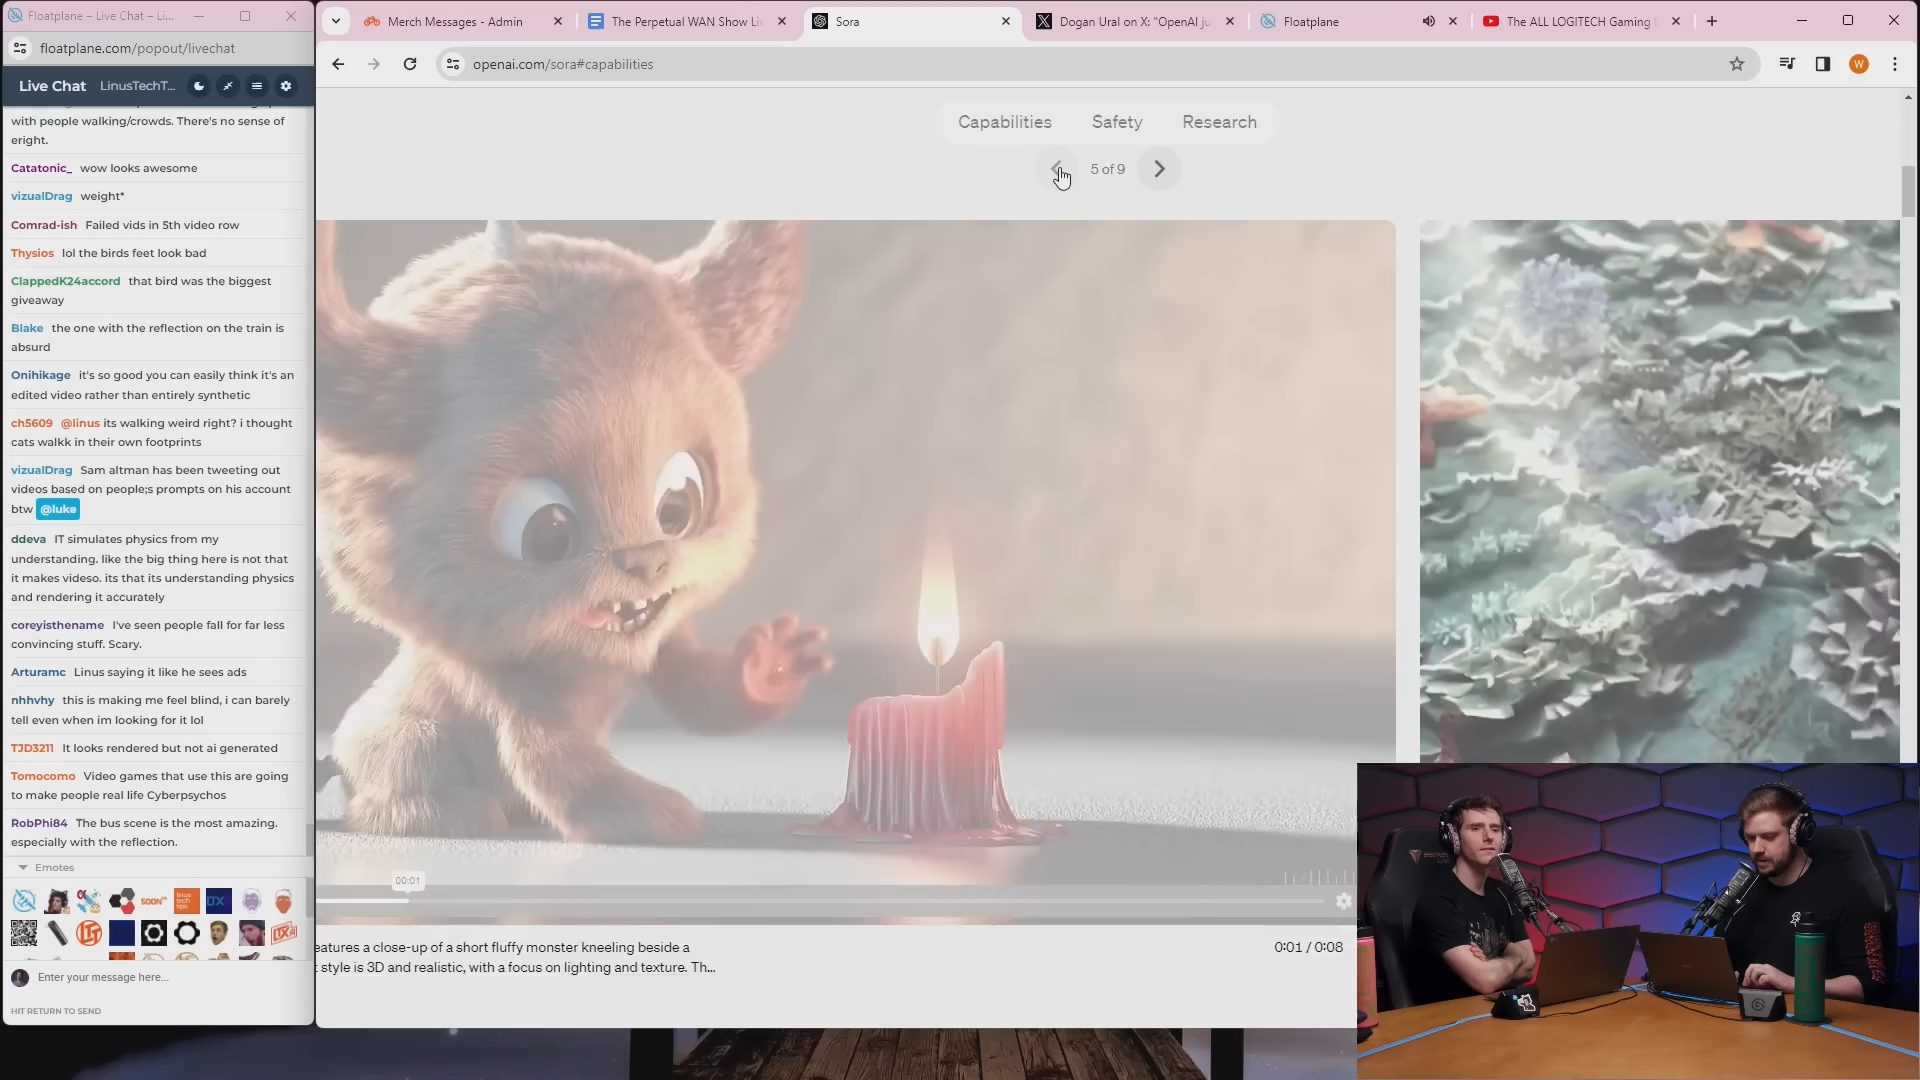 Floatplane – Live Chat – Li...
floatplane.com/popout/livechat
Live Chat LinusTechT...
with people walking/crowds. There's no sense of
eright.
Catatonic_ wow looks awesome
vizualDrag weight*
Comrad-ish Failed vids in 5th video row
Thysios lol the birds feet look bad
ClappedK24accord that bird was the biggest
giveaway
Blake the one with the reflection on the train is
absurd
Onihikage it's so good you can easily think it's an
edited video rather than entirely synthetic
ch5609 @linus its walking weird right? i thought
cats walkk in their own footprints
vizualDrag Sam altman has been tweeting out
videos based on people;s prompts on his account
btw @luke
ddeva IT simulates physics from my
understanding. like the big thing here is not that
it makes videso. its that its understanding physics
and rendering it accurately
coreyisthename I've seen people fall for far less
convincing stuff. Scary.
Arturamc Linus saying it like he sees ads
nhhvhy this is making me feel blind, i can barely
tell even when im looking for it lol
TJD3211 It looks rendered but not ai generated
Tomocomo Video games that use this are going
to make people real life Cyberpsychos
RobPhi84 The bus scene is the most amazing.
especially with the reflection.
Emotes
SOON
LTX
LTT
Enter your message here...
HIT RETURN TO SEND
Merch Messages - Admin
The Perpetual WAN Show Liv
Sora
Dogan Ural on X: "OpenAI ju
Floatplane
The ALL LOGITECH Gaming S
openai.com/sora#capabilities
W
Capabilities Safety Research
5 of 9
00:01
eatures a close-up of a short fluffy monster kneeling beside a
style is 3D and realistic, with a focus on lighting and texture. Th...
0:01 / 0:08